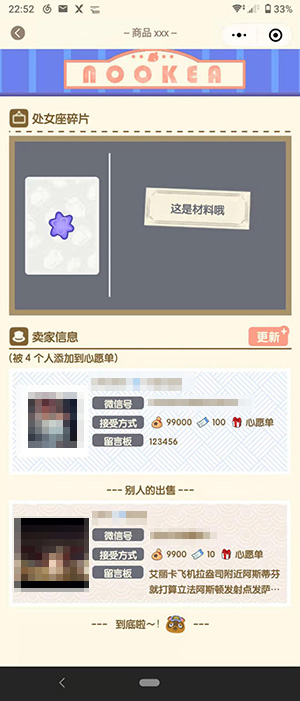 22:52
33%
– 商品 xxx –
NOOKEA
处女座碎片
这是材料哦
卖家信息
更新
(被 4 个人添加到心愿单)
微信号
接受方式 99000 100 心愿单
留言板 123456
--- 别人的出售 ---
微信号
接受方式 9900 10 心愿单
留言板 艾丽卡飞机拉盎司附近阿斯蒂芬
就打算立法阿斯顿发射点发萨…
--- 到底啦~! ---